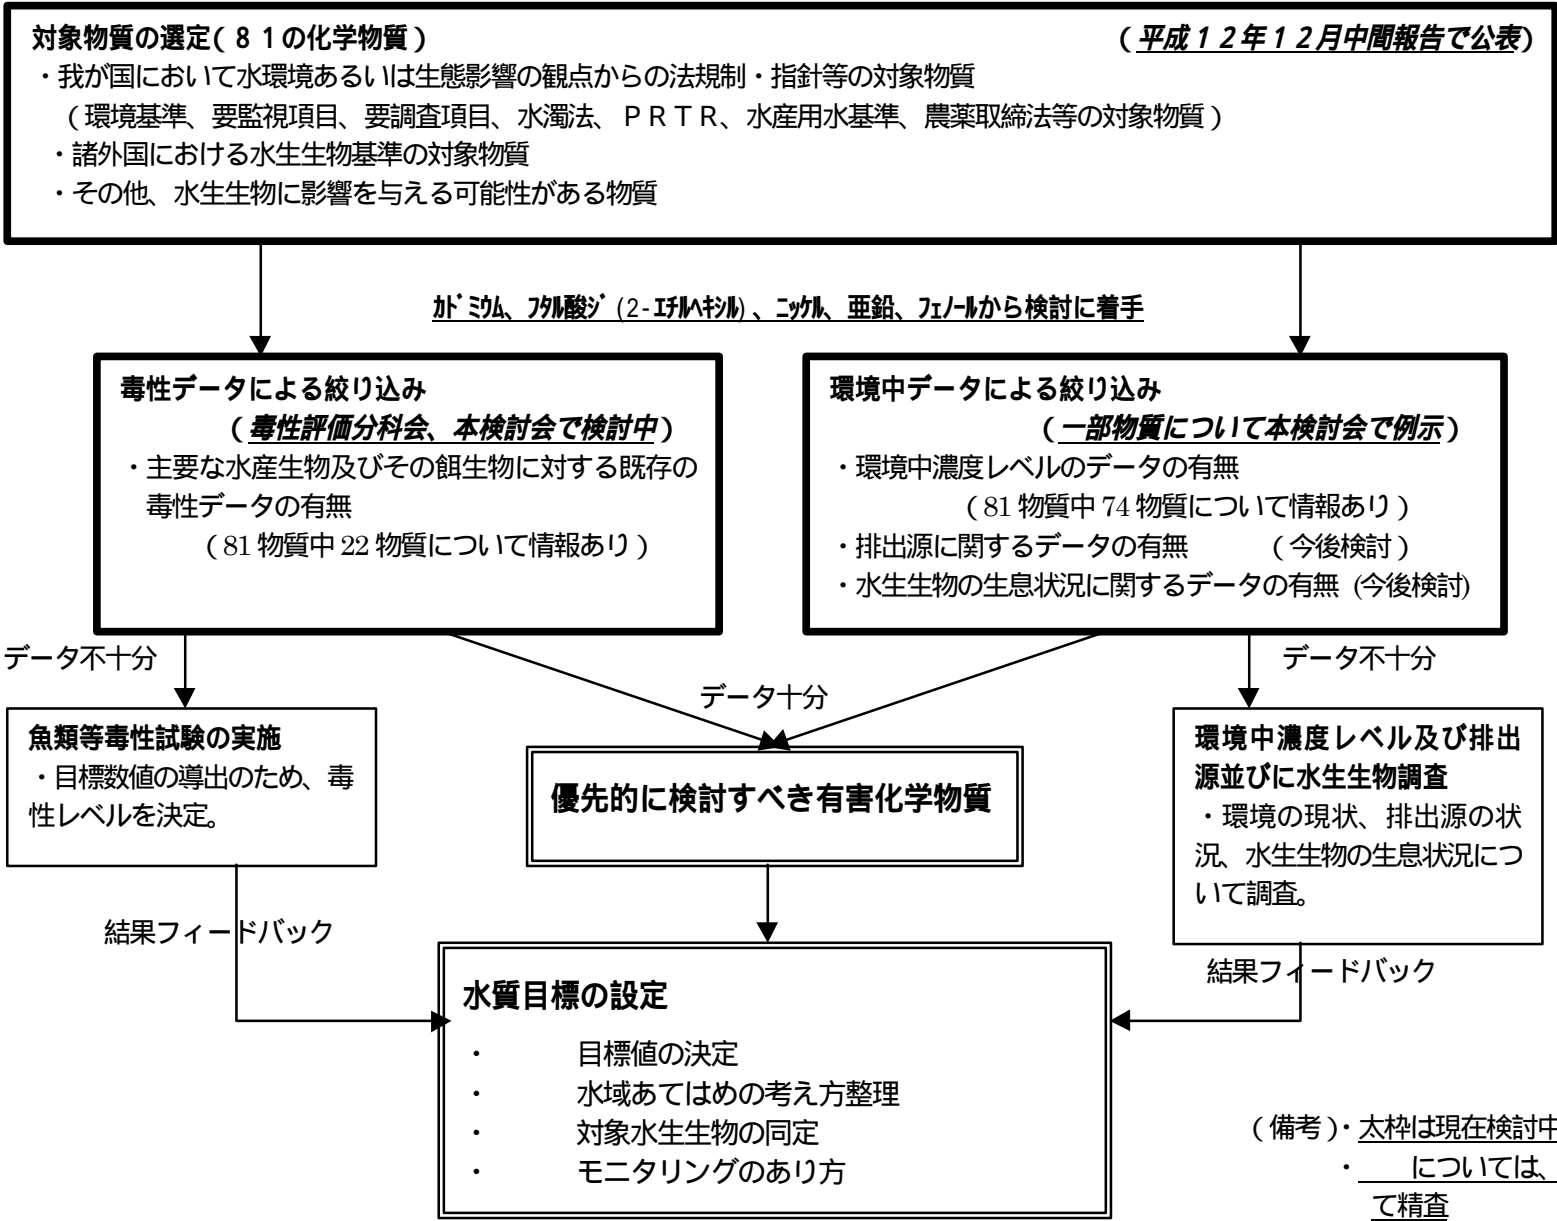 対象物質の選定(８１の化学物質)
(平成１２年１２月中間報告で公表)
・我が国において水環境あるいは生態影響の観点からの法規制・指針等の対象物質
(環境基準、要監視項目、要調査項目、水濁法、ＰＲＴＲ、水産用水基準、農薬取締法等の対象物質)
・諸外国における水生生物基準の対象物質
・その他、水生生物に影響を与える可能性がある物質
ｶﾄﾞﾐｳﾑ、ﾌﾀﾙ酸ｼﾞ(2-ｴﾁﾙﾍｷｼﾙ)、ﾆｯｹﾙ、亜鉛、ﾌｪﾉｰﾙから検討に着手
毒性データによる絞り込み
(毒性評価分科会、本検討会で検討中)
・主要な水産生物及びその餌生物に対する既存の
毒性データの有無
(81物質中22物質について情報あり)
環境中データによる絞り込み
(一部物質について本検討会で例示)
・環境中濃度レベルのデータの有無
(81物質中74物質について情報あり)
・排出源に関するデータの有無　(今後検討)
・水生生物の生息状況に関するデータの有無 (今後検討)
データ不十分
データ十分
データ不十分
魚類等毒性試験の実施
・目標数値の導出のため、毒
性レベルを決定。
優先的に検討すべき有害化学物質
環境中濃度レベル及び排出
源並びに水生生物調査
・環境の現状、排出源の状
況、水生生物の生息状況につ
いて調査。
結果フィードバック
結果フィードバック
水質目標の設定
・　目標値の決定
・　水域あてはめの考え方整理
・　対象水生生物の同定
・　モニタリングのあり方
(備考)・太枠は現在検討中
・　については、
て精査